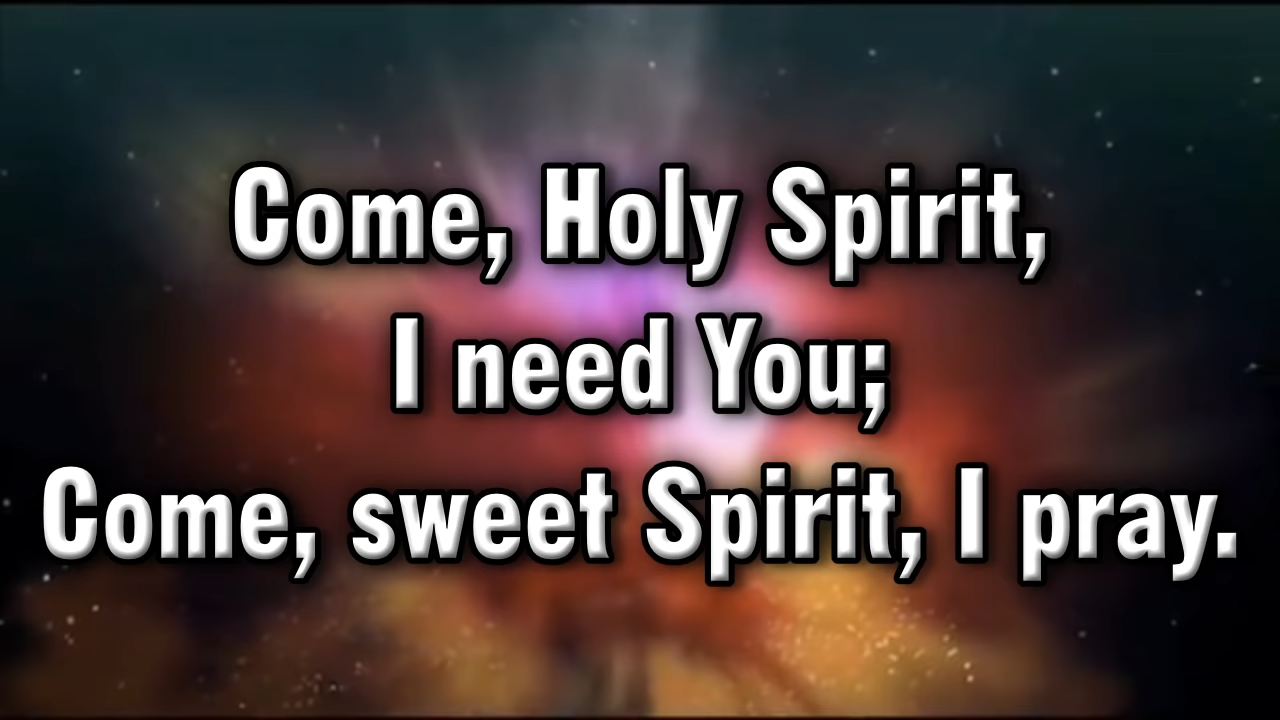 Come, Holy Spirit,
I need You;
Come, sweet Spirit, I pray.